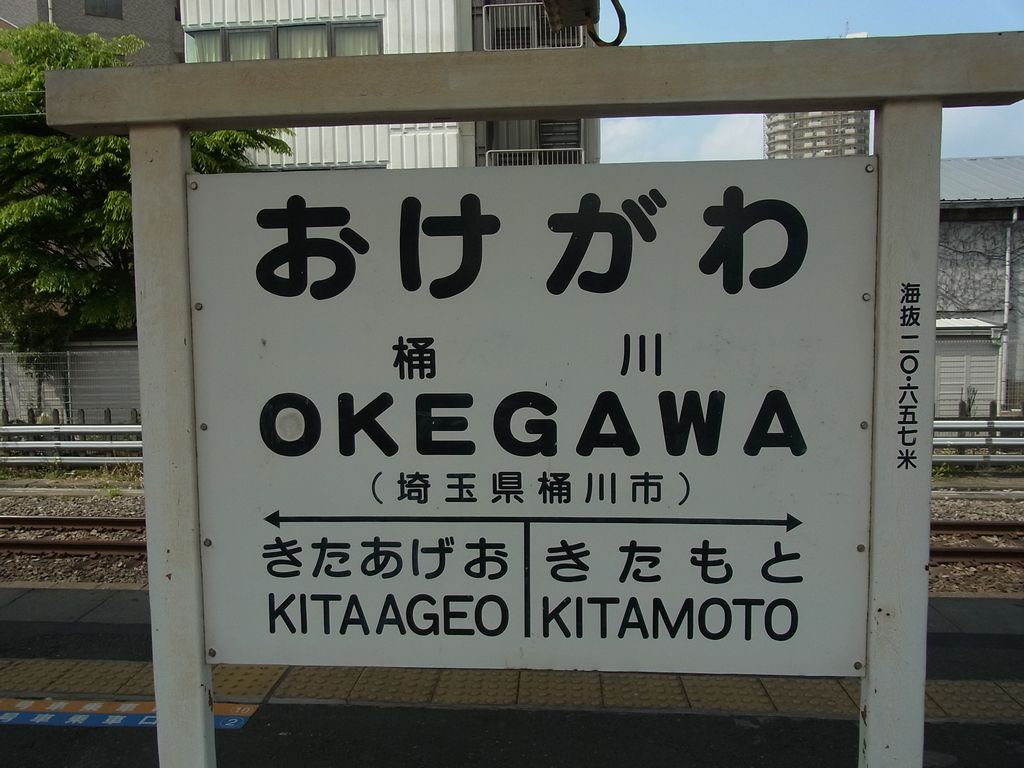 おけがわ
桶 川
OKEGAWA
(埼玉県桶川市)
きたあげお きたもと
KITAAGEO KITAMOTO
海抜二〇・六五七米